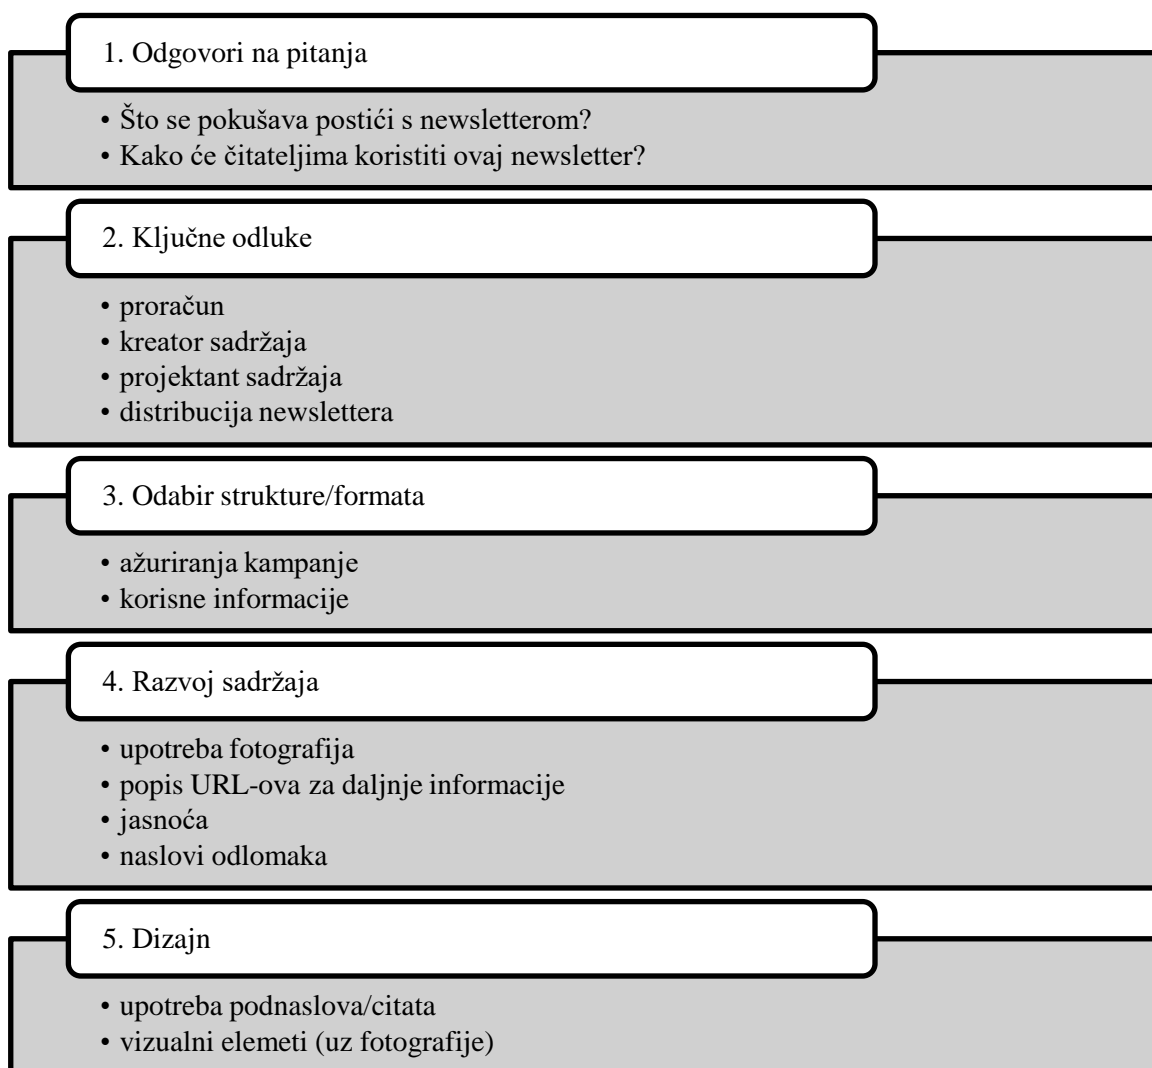 1. Odgovori na pitanja
• Što se pokušava postići s newsletterom?
• Kako će čitateljima koristiti ovaj newsletter?
2. Ključne odluke
• proračun
• kreator sadržaja
• projektant sadržaja
• distribucija newslettera
3. Odabir strukture/formata
• ažuriranja kampanje
• korisne informacije
4. Razvoj sadržaja
• upotreba fotografija
• popis URL-ova za daljnje informacije
• jasnoća
• naslovi odlomaka
5. Dizajn
• upotreba podnaslova/citata
• vizualni elemeti (uz fotografije)